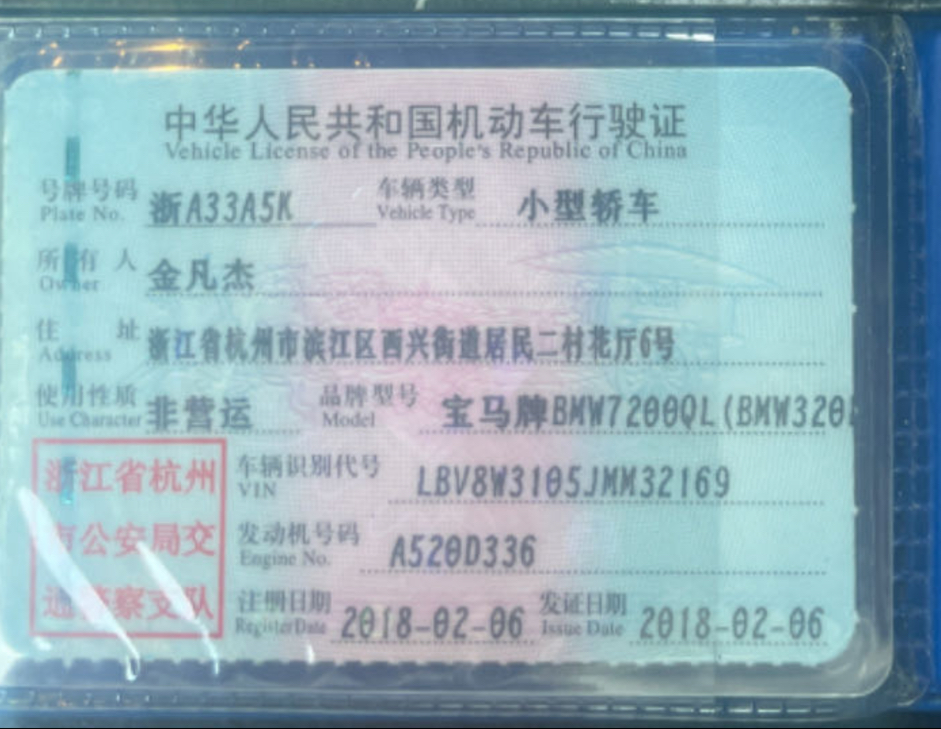 中华人民共和国机动车行驶证
Vehicle License of the People's Republic of China
号牌号码 浙A33A5K 车辆类型 小型轿车
Plate No. Vehicle Type
所有人 金凡杰
Owner
住址 浙江省杭州市滨江区西兴街道居民二村花厅6号
Address
使用性质 非营运 品牌型号 宝马牌BMW7200QL(BMW320
Use Character Model
浙江省杭州 车辆识别代号 LBV8W3105JMM32169
VIN
市公安局交 发动机号码 A520D336
Engine No.
通警察支队 注册日期 2018-02-06 发证日期 2018-02-06
Register Date Issue Date